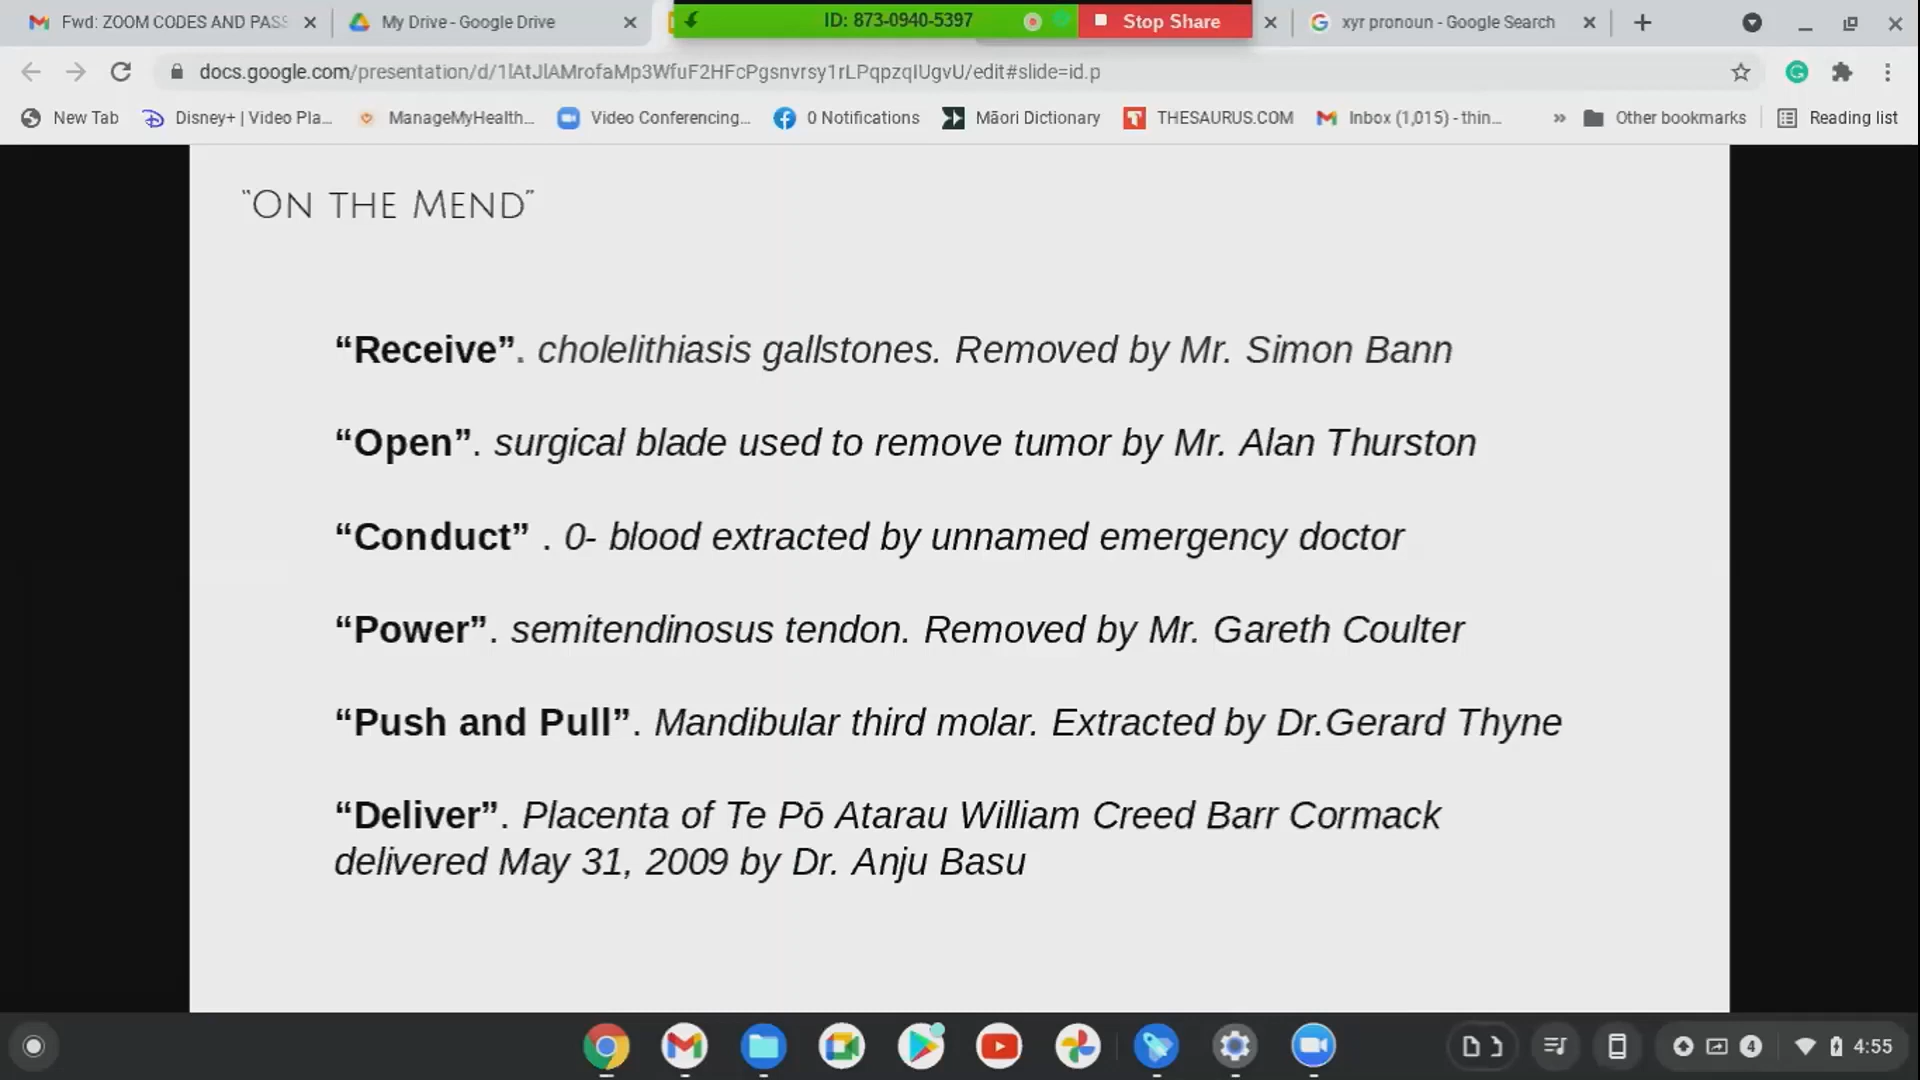 Fwd: ZOOM CODES AND PASS
My Drive - Google Drive
ID: 873-0940-5397
Stop Share
xyr pronoun - Google Search
docs.google.com/presentation/d/1lAtJlAMrofaMp3WfuF2HFcPgsnvrsy1rLPqpzqIUgvU/edit#slide=id.p
New Tab
Disney+ | Video Pla...
ManageMyHealth...
Video Conferencing...
0 Notifications
Māori Dictionary
THESAURUS.COM
Inbox (1,015) - thin...
Other bookmarks
Reading list
“On the Mend”
“Receive”. cholelithiasis gallstones. Removed by Mr. Simon Bann
“Open”. surgical blade used to remove tumor by Mr. Alan Thurston
“Conduct” . 0- blood extracted by unnamed emergency doctor
“Power”. semitendinosus tendon. Removed by Mr. Gareth Coulter
“Push and Pull”. Mandibular third molar. Extracted by Dr.Gerard Thyne
“Deliver”. Placenta of Te Pō Atarau William Creed Barr Cormack
delivered May 31, 2009 by Dr. Anju Basu
4
4:55